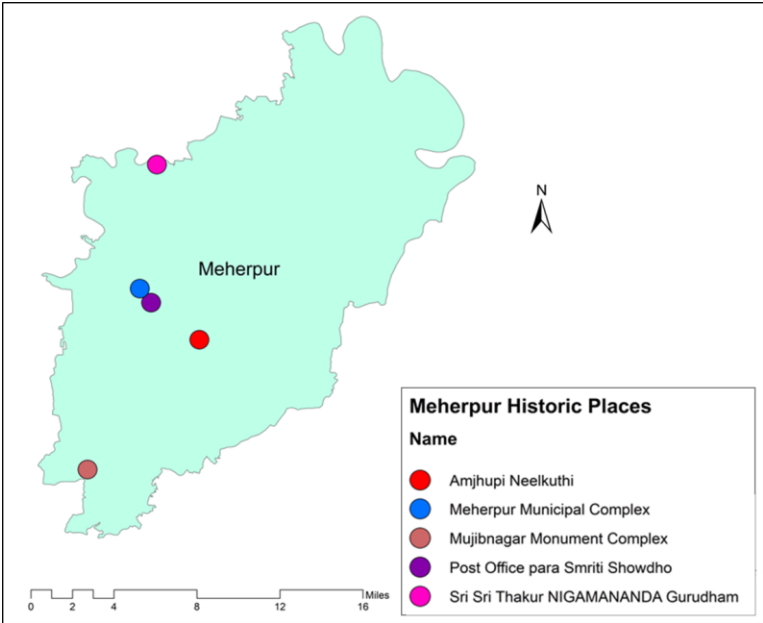 N
Meherpur
Meherpur Historic Places
Name
Amjhupi Neelkuthi
Meherpur Municipal Complex
Mujibnagar Monument Complex
Post Office para Smriti Showdho
Sri Sri Thakur NIGAMANANDA Gurudham
Miles
0 2 4 8 12 16